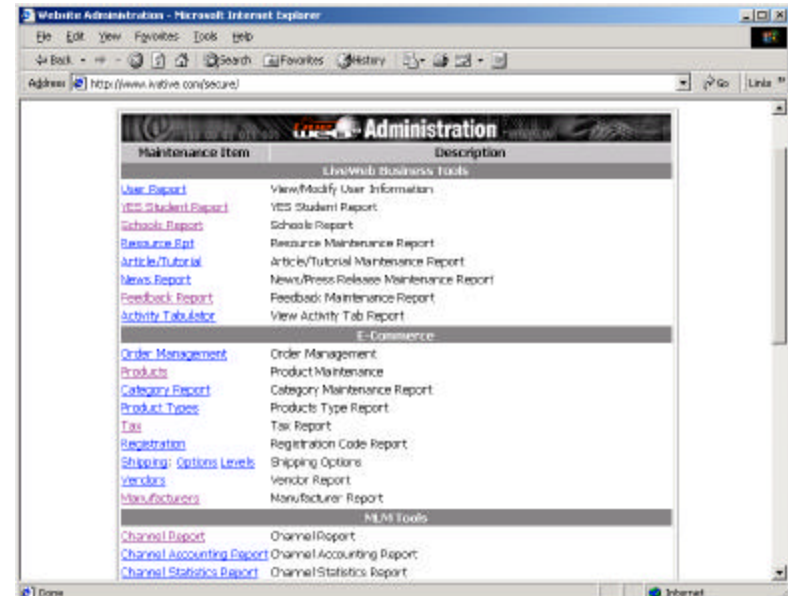 Website Administration - Microsoft Internet Explorer
File Edit View Favorites Tools Help
Back Search Favorites History
Address http://www.ivative.com/secure/ Go Links »
Administration
Maintenance Item Description
LiveWeb Business Tools
User Report View/Modify User Information
YES Student Report YES Student Report
Schools Report Schools Report
Resource Rpt Resource Maintenance Report
Article/Tutorial Article/Tutorial Maintenance Report
News Report News/Press Release Maintenance Report
Feedback Report Feedback Maintenance Report
Activity Tabulator View Activity Tab Report
E-Commerce
Order Management Order Management
Products Product Maintenance
Category Report Category Maintenance Report
Product Types Products Type Report
Tax Tax Report
Registration Registration Code Report
Shipping: Options Levels Shipping Options
Vendors Vendor Report
Manufacturers Manufacturer Report
MLM Tools
Channel Report Channel Report
Channel Accounting Report Channel Accounting Report
Channel Statistics Report Channel Statistics Report
Done Internet